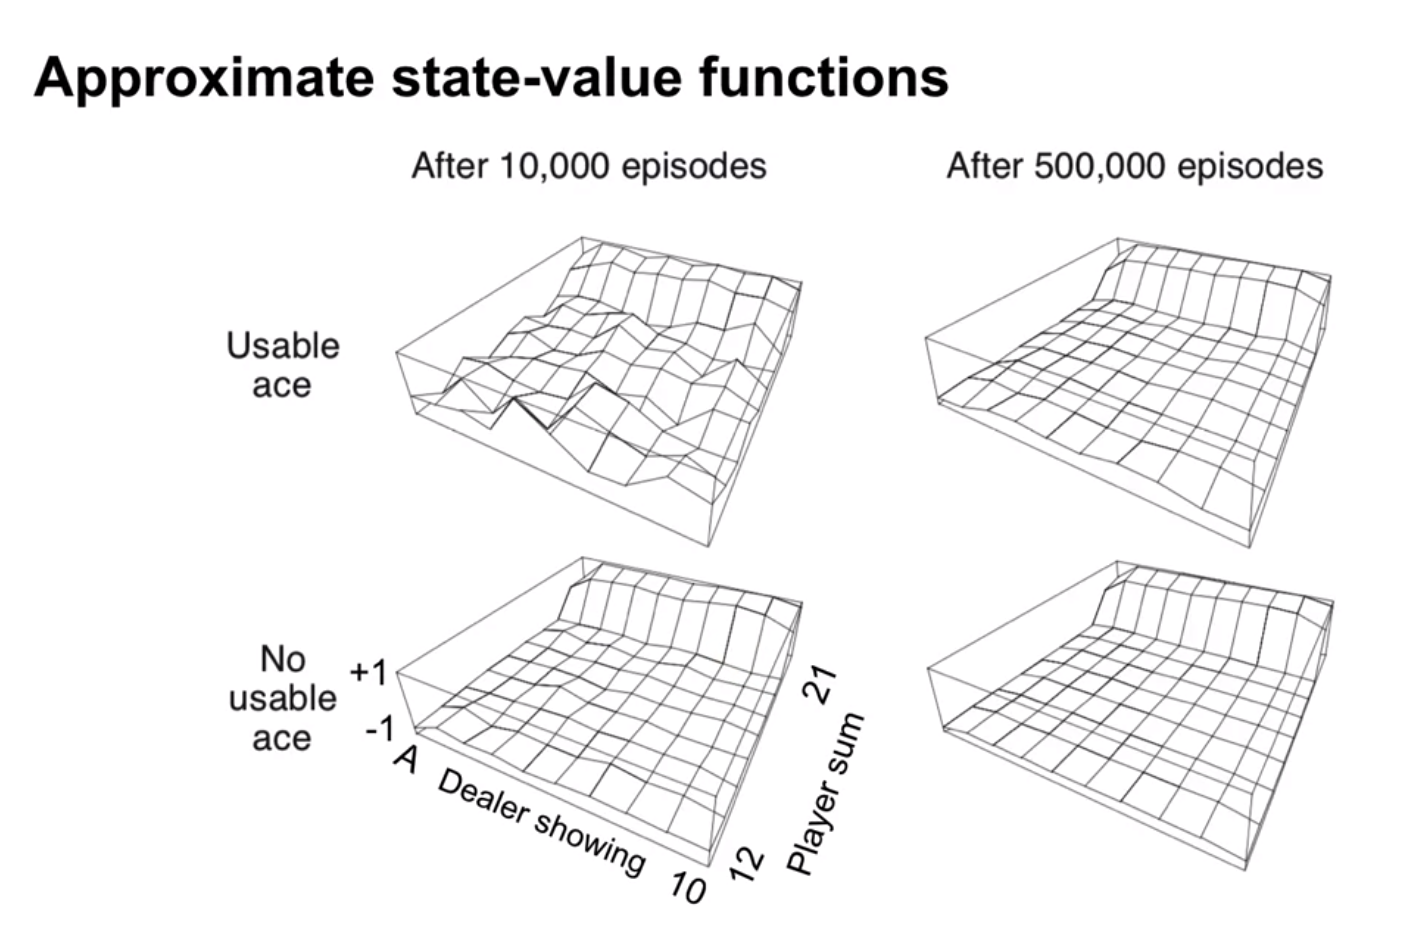 Approximate state-value functions
After 10,000 episodes
After 500,000 episodes
Usable
ace
No
usable
ace
+1
-1
A
Dealer showing
10
12
Player sum
21